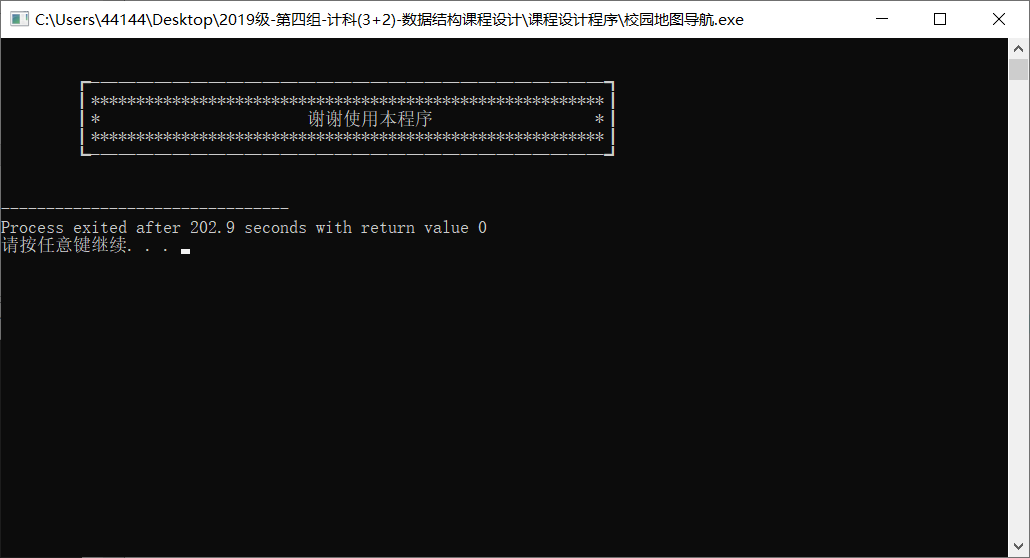 C:\Users\44144\Desktop\2019级-第四组-计科(3+2)-数据结构课程设计\课程设计程序\校园地图导航.exe
*********************************************************
* 谢谢使用本程序 *
*********************************************************
--------------------------------
Process exited after 202.9 seconds with return value 0
请按任意键继续. . .